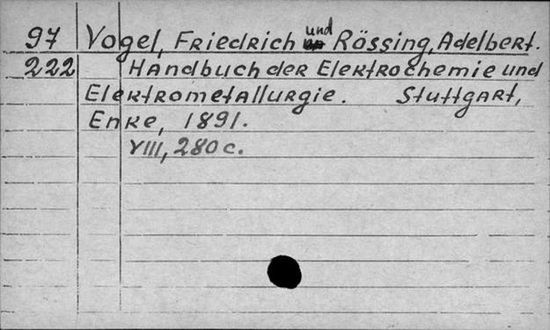 97 Vogel, Friedrich und Rössing, Adelbert.
222 Handbuch der Elektrochemie und
Elektrometallurgie. Stuttgart,
Enke, 1891.
VIII, 280 c.